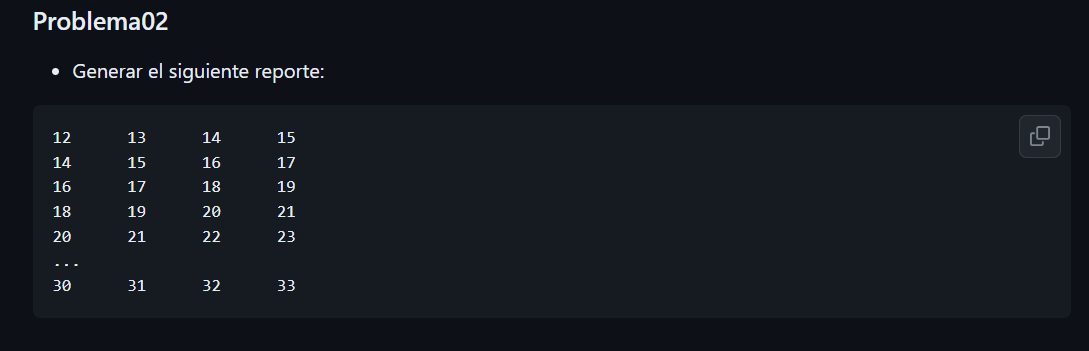 Problema02
• Generar el siguiente reporte:
12 13 14 15
14 15 16 17
16 17 18 19
18 19 20 21
20 21 22 23
...
30 31 32 33